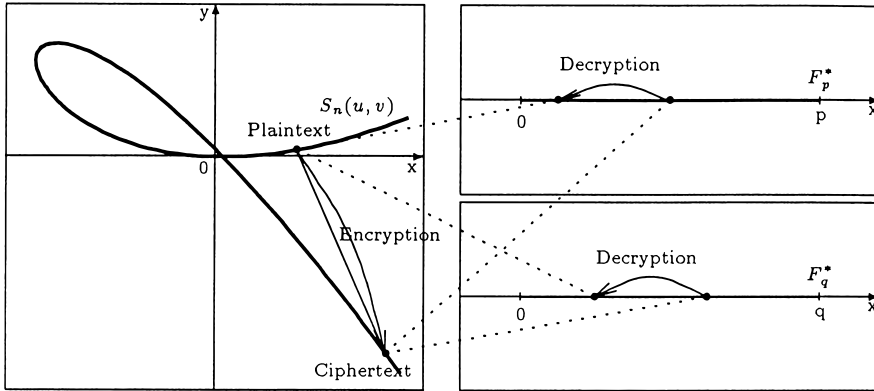 y
S_n(u, v)
Plaintext
0
x
Encryption
Ciphertext
Decryption
F_p^*
0
p
x
Decryption
F_q^*
0
q
x